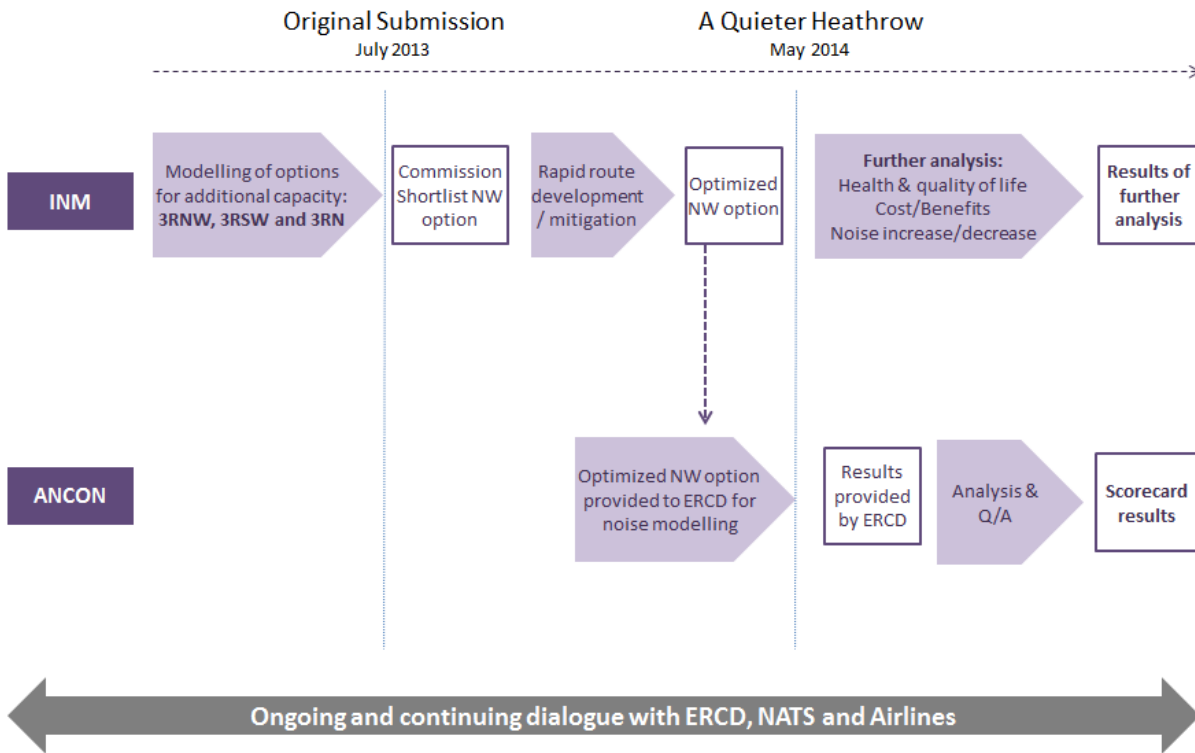 Original Submission
July 2013
A Quieter Heathrow
May 2014
INM
Modelling of options
for additional capacity:
3RNW, 3RSW and 3RN
Commission
Shortlist NW
option
Rapid route
development
/ mitigation
Optimized
NW option
Further analysis:
Health & quality of life
Cost/Benefits
Noise increase/decrease
Results of
further
analysis
ANCON
Optimized NW option
provided to ERCD for
noise modelling
Results
provided
by ERCD
Analysis &
Q/A
Scorecard
results
Ongoing and continuing dialogue with ERCD, NATS and Airlines